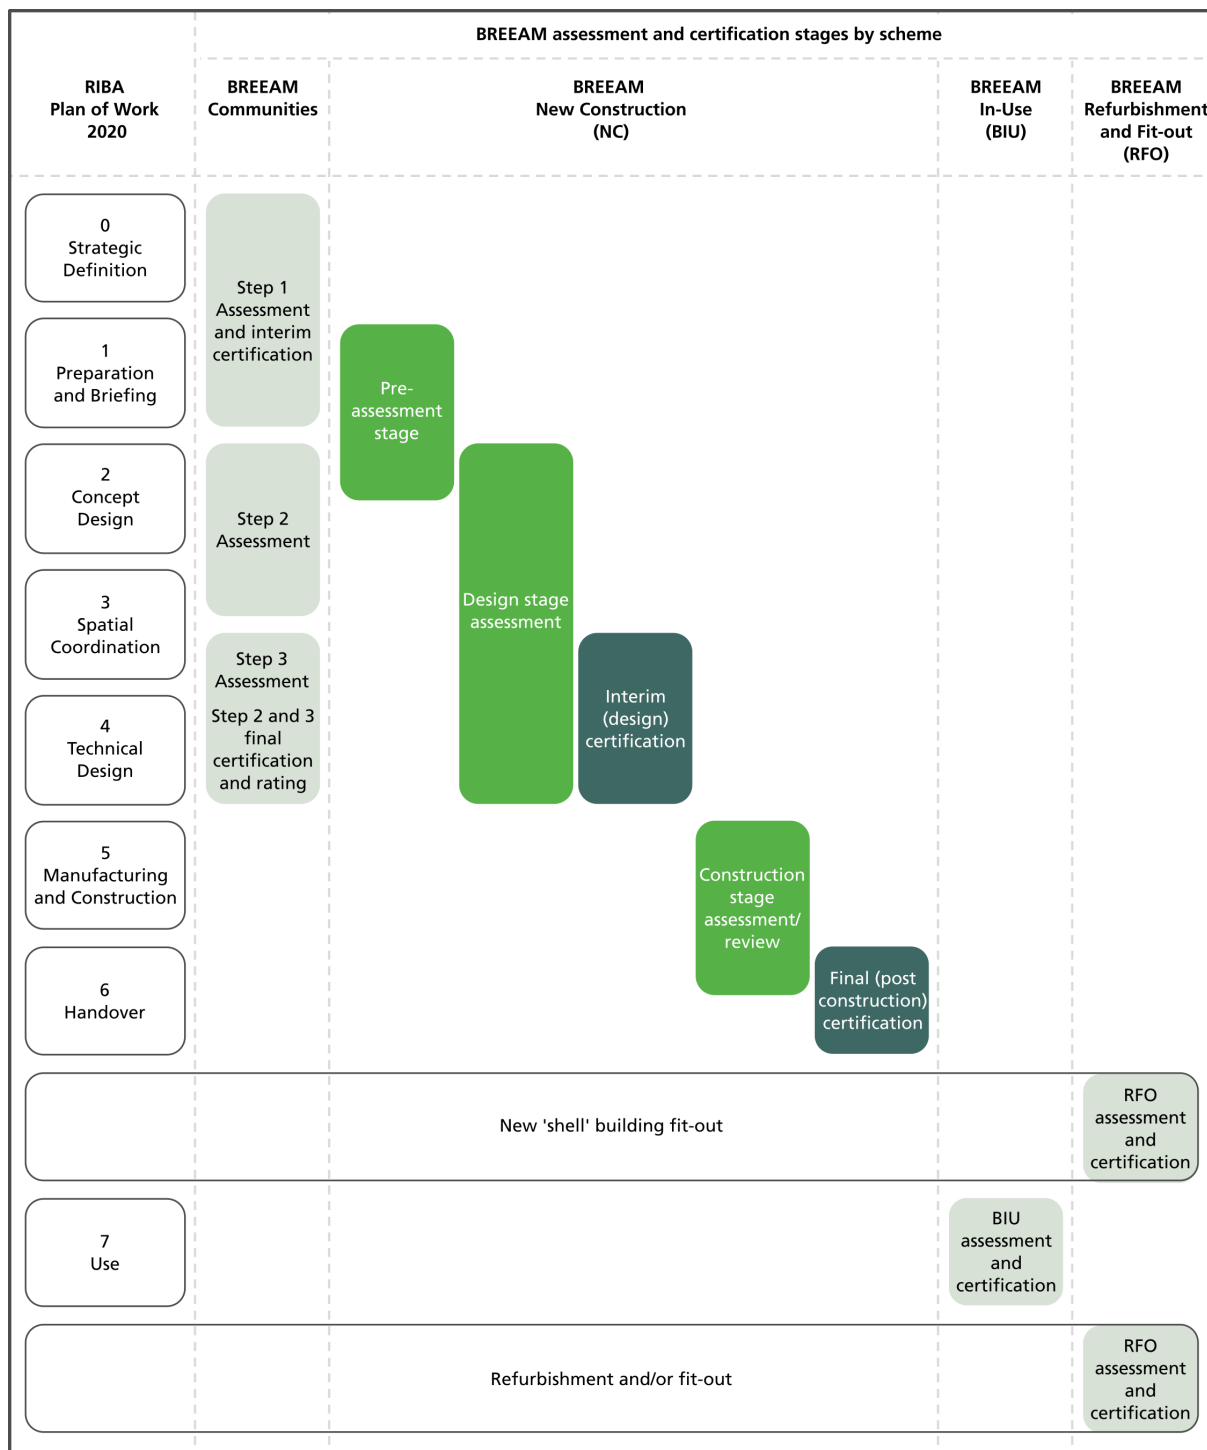 BREEAM assessment and certification stages by scheme
RIBA
Plan of Work
2020
BREEAM
Communities
BREEAM
New Construction
(NC)
BREEAM
In-Use
(BIU)
BREEAM
Refurbishment
and Fit-out
(RFO)
0
Strategic
Definition
Step 1
Assessment
and interim
certification
1
Preparation
and Briefing
Pre-
assessment
stage
2
Concept
Design
Step 2
Assessment
Design stage
assessment
3
Spatial
Coordination
Step 3
Assessment
Step 2 and 3
final
certification
and rating
Interim
(design)
certification
4
Technical
Design
5
Manufacturing
and Construction
Construction
stage
assessment/
review
6
Handover
Final (post
construction)
certification
New 'shell' building fit-out
RFO
assessment
and
certification
7
Use
BIU
assessment
and
certification
Refurbishment and/or fit-out
RFO
assessment
and
certification